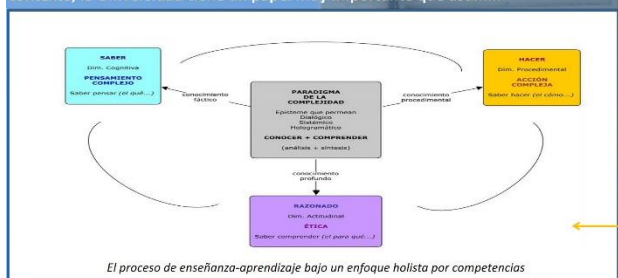 SABER
Dim. Cognitiva
PENSAMIENTO
COMPLEJO
Saber pensar (el qué...)
HACER
Dim. Procedimental
ACCIÓN
COMPLEJA
Saber hacer (el cómo...)
conocimiento
fáctico
PARADIGMA
DE LA
COMPLEJIDAD
Episteme que permean
Dialógico
Sistémico
Hologramático
CONOCER + COMPRENDER
(análisis + síntesis)
conocimiento
procedimental
conocimiento
profundo
RAZONADO
Dim. Actitudinal
ÉTICA
Saber comprender (el para qué...)
El proceso de enseñanza-aprendizaje bajo un enfoque holista por competencias